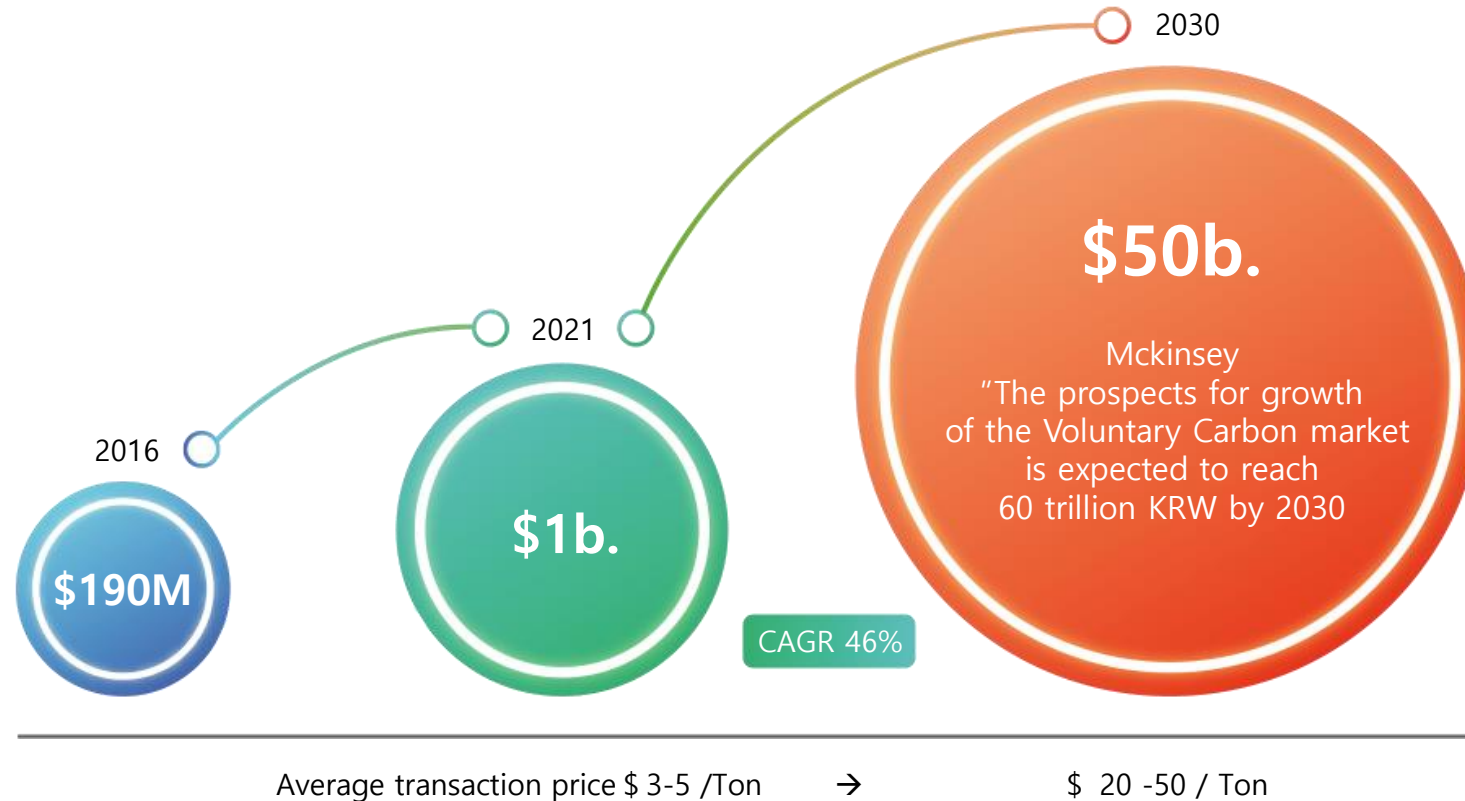 2030
$50b.
Mckinsey
"The prospects for growth
of the Voluntary Carbon market
is expected to reach
60 trillion KRW by 2030
2021
$1b.
CAGR 46%
2016
$190M
Average transaction price $ 3-5 /Ton → $ 20 -50 / Ton